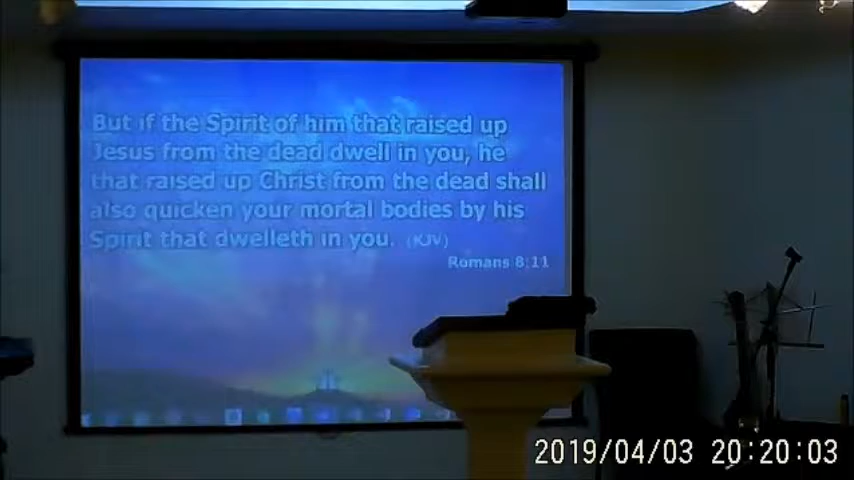 But if the Spirit of him that raised up
Jesus from the dead dwell in you, he
that raised up Christ from the dead shall
also quicken your mortal bodies by his
Spirit that dwelleth in you. (KJV)
Romans 8:11
2019/04/03 20:20:03